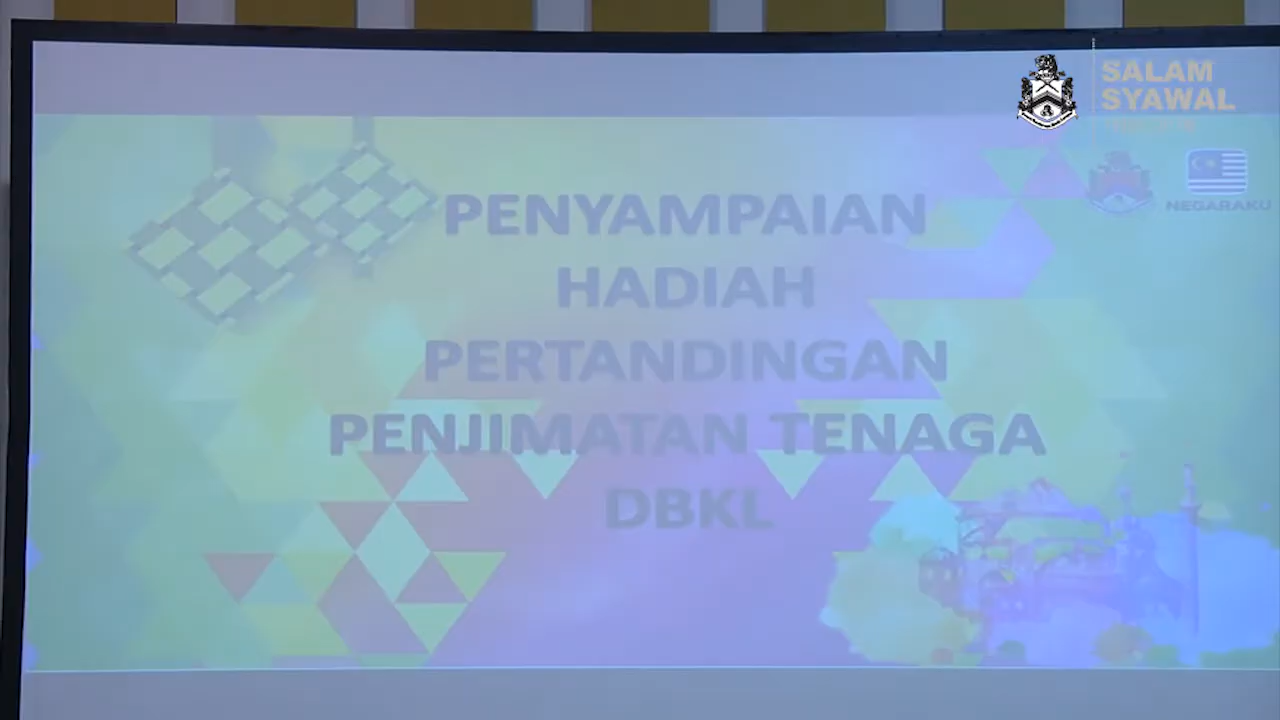 SALAM
SYAWAL
NEGARAKU
PENYAMPAIAN
HADIAH
PERTANDINGAN
PENJIMATAN TENAGA
DBKL